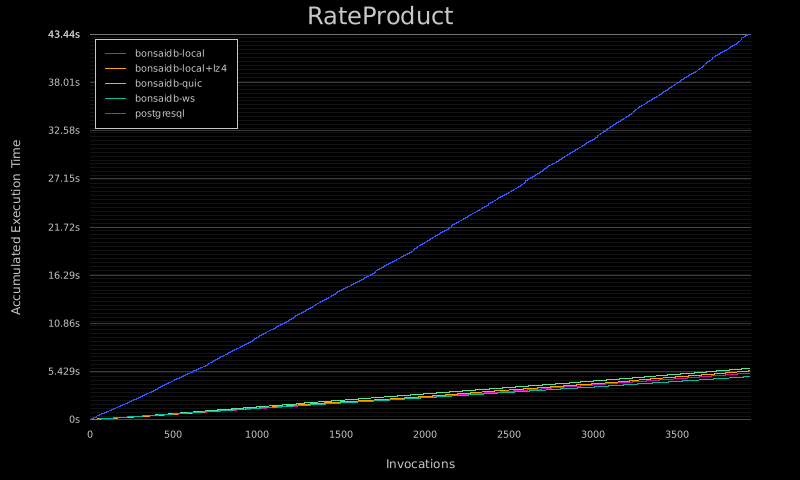 RateProduct
43.44s
bonsaidb-local
bonsaidb-local+lz4
bonsaidb-quic
bonsaidb-ws
postgresql
38.01s
32.58s
27.15s
21.72s
16.29s
10.86s
5.429s
0s
Accumulated Execution Time
0 500 1000 1500 2000 2500 3000 3500
Invocations